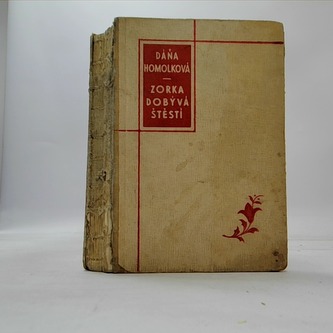 DÁŇA
HOMOLKOVÁ
ZORKA
DOBÝVÁ
ŠTĚSTÍ